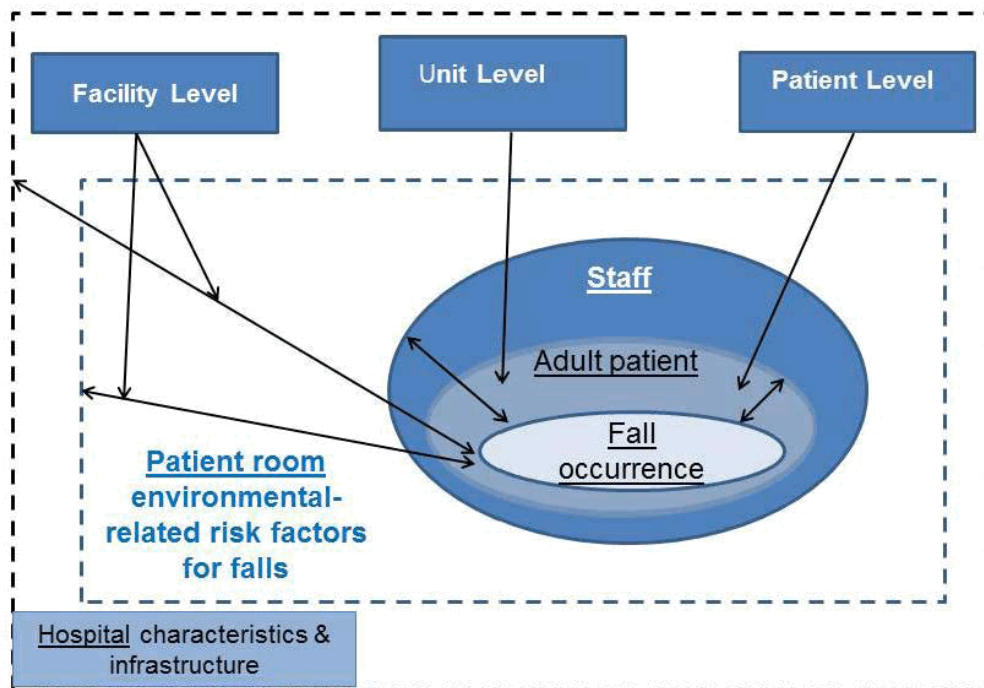 Facility Level
Unit Level
Patient Level
Staff
Adult patient
Fall
occurrence
Patient room
environmental-
related risk factors
for falls
Hospital characteristics &
infrastructure